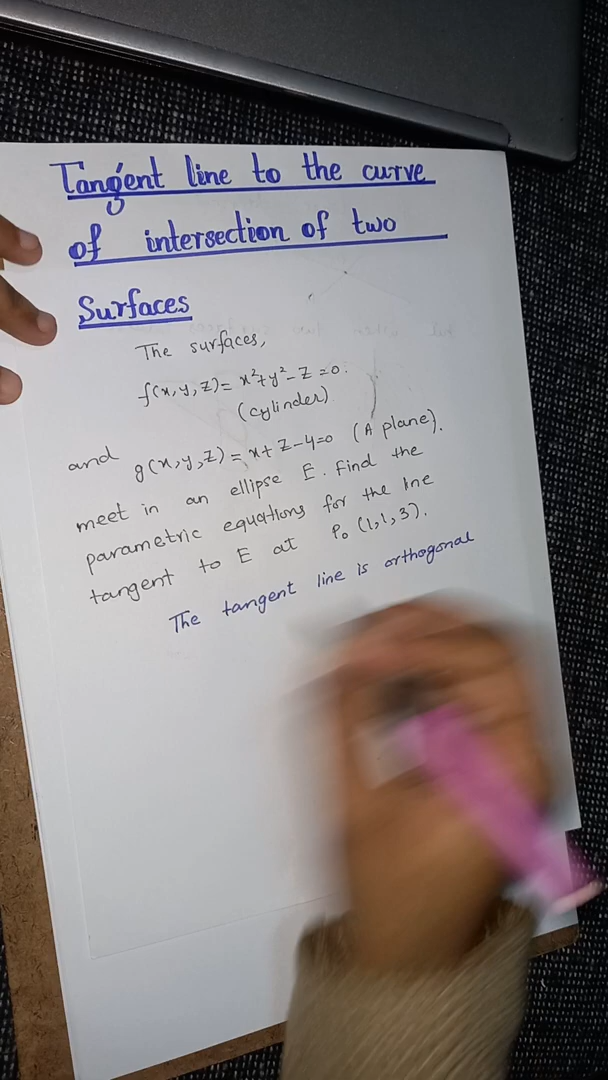 Tangent line to the curve
of intersection of two
Surfaces
The surfaces,
f(x,y,z)= x²+y²-z=0.
(cylinder)
and g(x,y,z)= x+z-4=0 (A plane).
meet in an ellipse E. Find the
parametric equations for the line
tangent to E at P₀ (1,1,3).
The tangent line is orthogonal